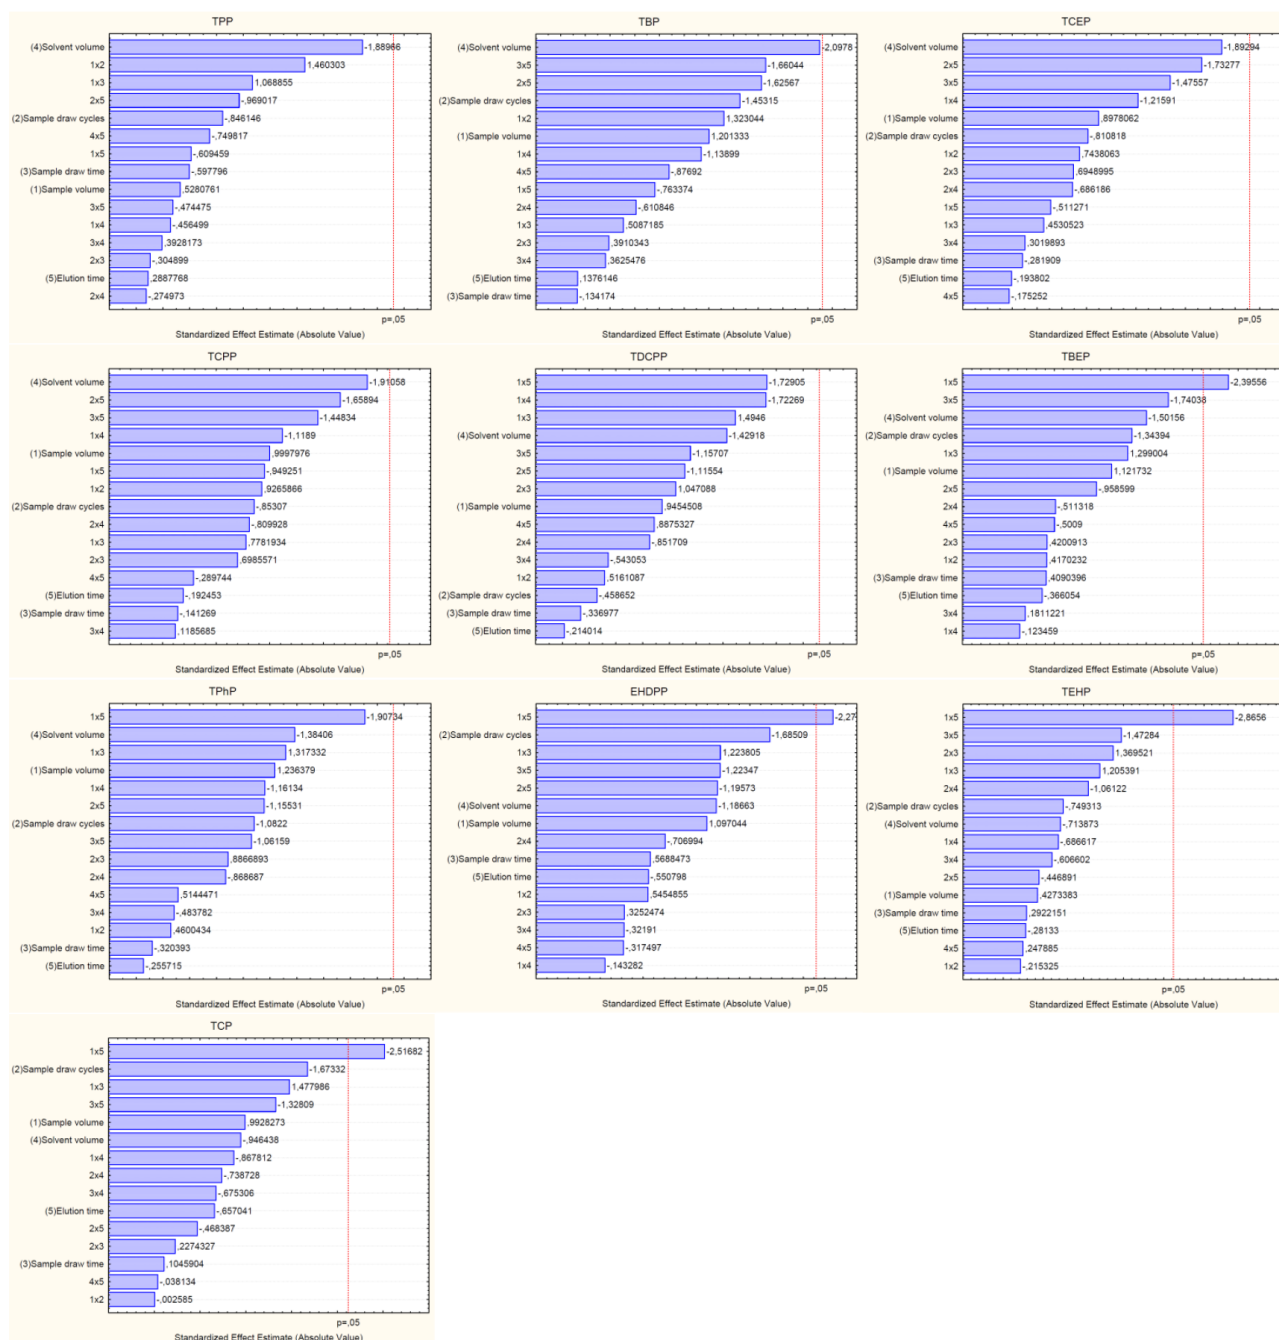 TPP
(4)Solvent volume -1,88966
1x2 1,460303
1x3 1,068855
2x5 -,969017
(2)Sample draw cycles -,846146
4x5 -,749817
1x5 -,609459
(3)Sample draw time -,597796
(1)Sample volume ,5280761
3x5 -,474475
1x4 -,456499
3x4 ,3928173
2x3 -,304899
(5)Elution time ,2887768
2x4 -,274973
p=,05
Standardized Effect Estimate (Absolute Value)
TBP
(4)Solvent volume -2,0978
3x5 -1,66044
2x5 -1,62567
(2)Sample draw cycles -1,45315
1x2 1,323044
(1)Sample volume 1,201333
1x4 -1,13899
4x5 -,87692
1x5 -,763374
2x4 -,610846
1x3 ,5087185
2x3 ,3910343
3x4 ,3625476
(5)Elution time ,1376146
(3)Sample draw time -,134174
p=,05
Standardized Effect Estimate (Absolute Value)
TCEP
(4)Solvent volume -1,89294
2x5 -1,73277
3x5 -1,47557
1x4 -1,21591
(1)Sample volume ,8978062
(2)Sample draw cycles -,810818
1x2 ,7438063
2x3 ,6948995
2x4 -,686186
1x5 -,511271
1x3 ,4530523
3x4 ,3019893
(3)Sample draw time -,281909
(5)Elution time -,193802
4x5 -,175252
p=,05
Standardized Effect Estimate (Absolute Value)
TCPP
(4)Solvent volume -1,91058
2x5 -1,65894
3x5 -1,44834
1x4 -1,1189
(1)Sample volume ,9997976
1x5 -,949251
1x2 ,9265866
(2)Sample draw cycles -,85307
2x4 -,809928
1x3 ,7781934
2x3 ,6985571
4x5 -,289744
(5)Elution time -,192453
(3)Sample draw time -,141269
3x4 ,1185685
p=,05
Standardized Effect Estimate (Absolute Value)
TDCPP
1x5 -1,72905
1x4 -1,72269
1x3 1,4946
(4)Solvent volume -1,42918
3x5 -1,15707
2x5 -1,11554
2x3 1,047088
(1)Sample volume ,9454508
4x5 ,8875327
2x4 -,851709
3x4 -,543053
1x2 ,5161087
(2)Sample draw cycles -,458652
(3)Sample draw time -,336977
(5)Elution time -,214014
p=,05
Standardized Effect Estimate (Absolute Value)
TBEP
1x5 -2,39556
3x5 -1,74038
(4)Solvent volume -1,50156
(2)Sample draw cycles -1,34394
1x3 1,299004
(1)Sample volume 1,121732
2x5 -,958599
2x4 -,511318
4x5 -,5009
2x3 ,4200913
1x2 ,4170232
(3)Sample draw time ,4090396
(5)Elution time -,366054
3x4 ,1811221
1x4 -,123459
p=,05
Standardized Effect Estimate (Absolute Value)
TPhP
1x5 -1,90734
(4)Solvent volume -1,38406
1x3 1,317332
(1)Sample volume 1,236379
1x4 -1,16134
2x5 -1,15531
(2)Sample draw cycles -1,0822
3x5 -1,06159
2x3 ,8866893
2x4 -,868687
4x5 ,5144471
3x4 -,483782
1x2 ,4600434
(3)Sample draw time -,320393
(5)Elution time -,255715
p=,05
Standardized Effect Estimate (Absolute Value)
EHDPP
1x5 -2,27
(2)Sample draw cycles -1,68509
1x3 1,223805
3x5 -1,22347
2x5 -1,19573
(4)Solvent volume -1,18663
(1)Sample volume 1,097044
2x4 -,706994
(3)Sample draw time ,5688473
(5)Elution time -,550798
1x2 ,5454855
2x3 ,3252474
3x4 -,32191
4x5 -,317497
1x4 -,143282
p=,05
Standardized Effect Estimate (Absolute Value)
TEHP
1x5 -2,8656
3x5 -1,47284
2x3 1,369521
1x3 1,205391
2x4 -1,06122
(2)Sample draw cycles -,749313
(4)Solvent volume -,713873
1x4 -,686617
3x4 -,606602
2x5 -,446891
(1)Sample volume ,4273383
(3)Sample draw time ,2922151
(5)Elution time -,28133
4x5 ,247885
1x2 -,215325
p=,05
Standardized Effect Estimate (Absolute Value)
TCP
1x5 -2,51682
(2)Sample draw cycles -1,67332
1x3 1,477986
3x5 -1,32809
(1)Sample volume ,9928273
(4)Solvent volume -,946438
1x4 -,867812
2x4 -,738728
3x4 -,675306
(5)Elution time -,657041
2x5 -,468387
2x3 ,2274327
(3)Sample draw time ,1045904
4x5 -,038134
1x2 -,002585
p=,05
Standardized Effect Estimate (Absolute Value)